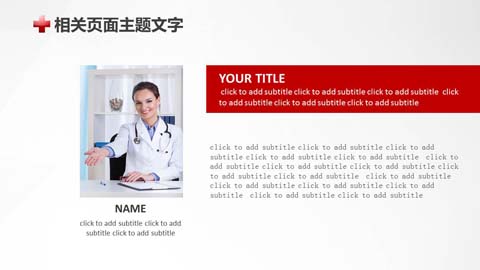 相关页面主题文字
YOUR TITLE
click to add subtitle click to add subtitle click to add subtitle click
to add subtitle click to add subtitle click to add subtitle
click to add subtitle click to add subtitle click to add
subtitle click to add subtitle click to add subtitle click to
add subtitle click to add subtitle click to add subtitle click
to add subtitle click to add subtitle click to add subtitle
click to add subtitle click to add subtitle click to add
subtitle click to add subtitle click to add subtitle
NAME
click to add subtitle click to add
subtitle click to add subtitle